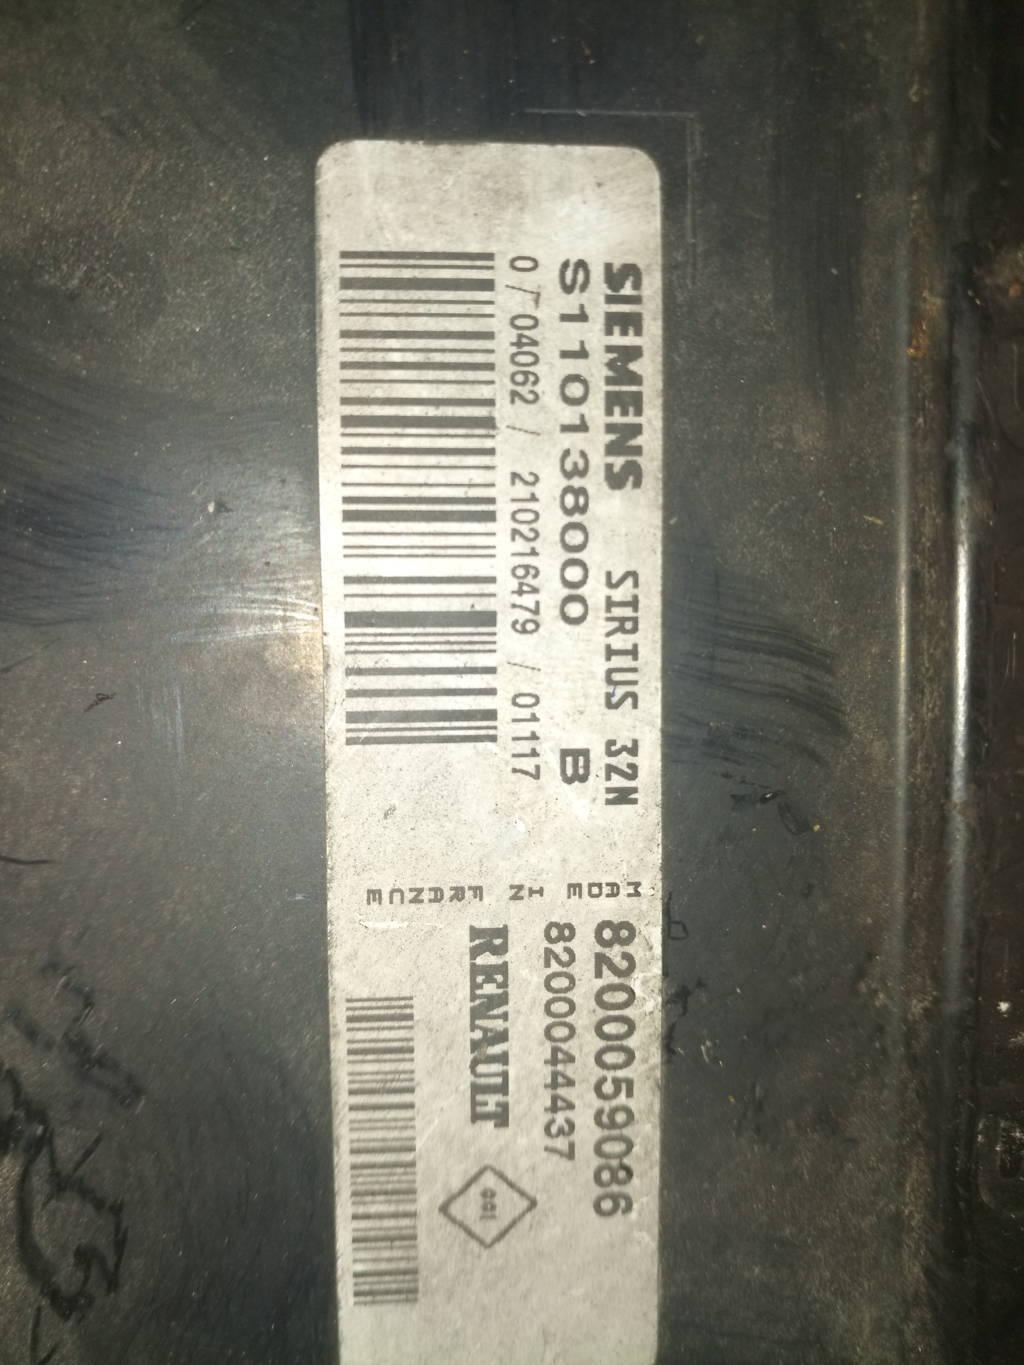 SIEMENS SIRIUS 32N
S110138000 B
0 / 04062 / 210216479 / 01117
MADE IN FRANCE
8200059086
8200044437
RENAULT